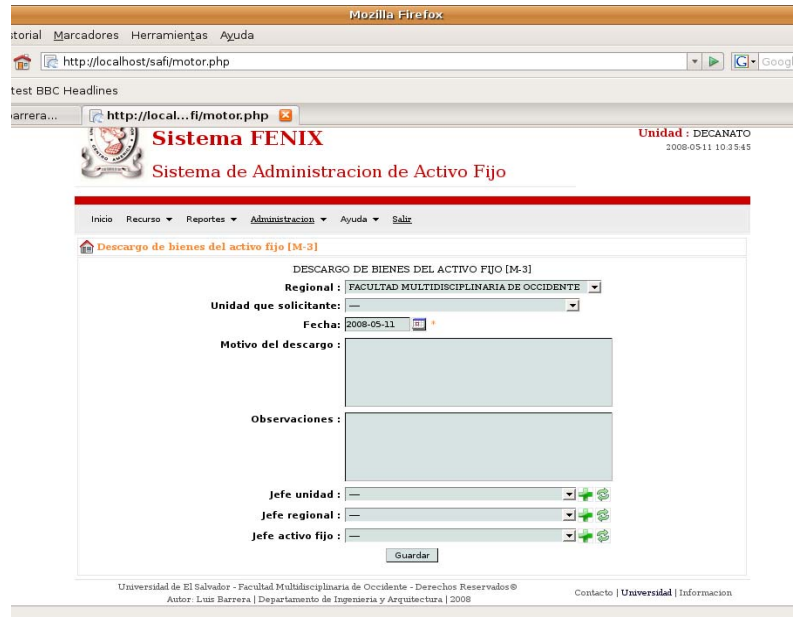 Mozilla Firefox
storial Marcadores Herramientas Ayuda
http://localhost/safi/motor.php G Goog
test BBC Headlines
parrera... http://local...fi/motor.php
Sistema FENIX
Unidad : DECANATO
2008-05-11 10:35:45
Sistema de Administracion de Activo Fijo
Inicio Recurso Reportes Administracion Ayuda Salir
Descargo de bienes del activo fijo [M-3]
DESCARGO DE BIENES DEL ACTIVO FIJO [M-3]
Regional : FACULTAD MULTIDISCIPLINARIA DE OCCIDENTE
Unidad que solicitante: —
Fecha: 2008-05-11 *
Motivo del descargo :
Observaciones :
Jefe unidad : —
Jefe regional : —
Jefe activo fijo : —
Guardar
Universidad de El Salvador - Facultad Multidisciplinaria de Occidente - Derechos Reservados®
Autor: Luis Barrera | Departamento de Ingenieria y Arquitectura | 2008
Contacto | Universidad | Informacion